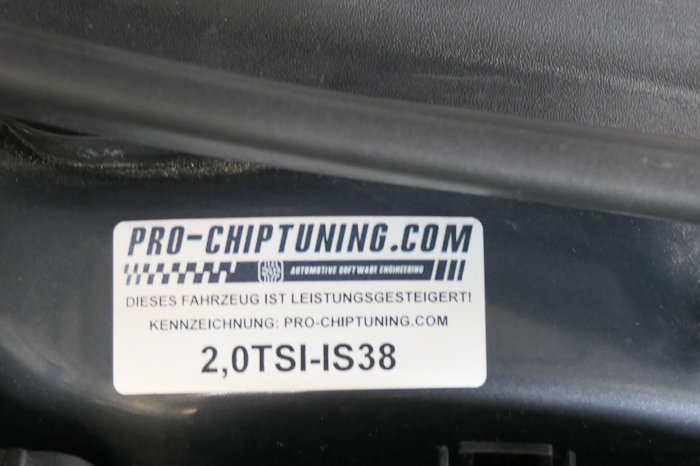 PRO-CHIPTUNING.COM
AUTOMOTIVE SOFTWARE ENGINEERING
DIESES FAHRZEUG IST LEISTUNGSGESTEIGERT!
KENNZEICHNUNG: PRO-CHIPTUNING.COM
2,0TSI-IS38